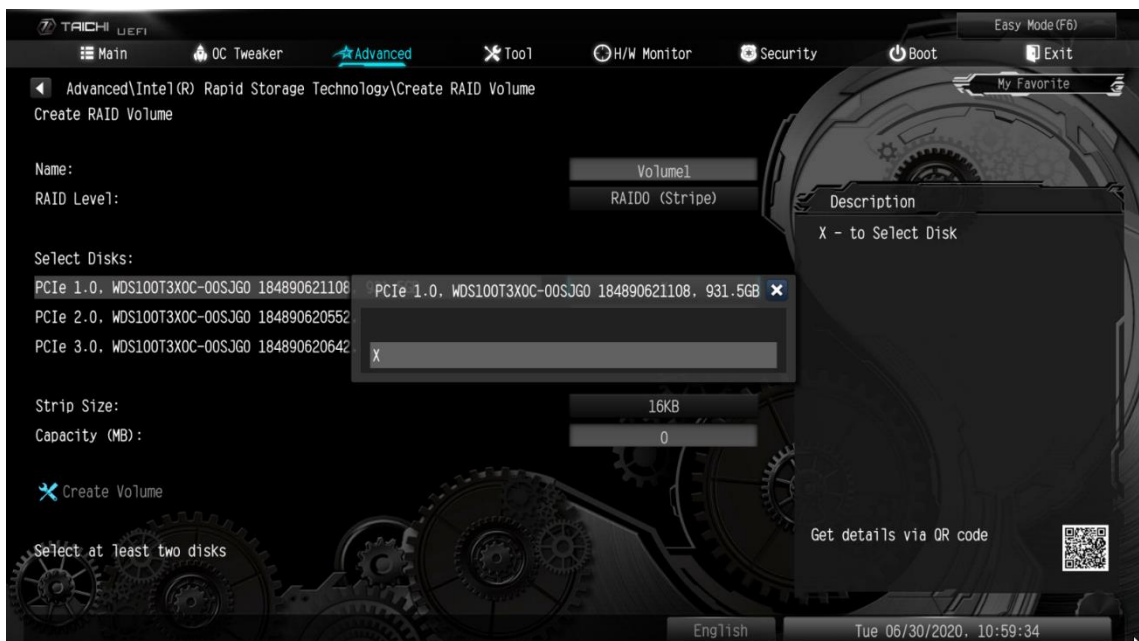 TAICHI UEFI
Easy Mode(F6)
Main OC Tweaker Advanced Tool H/W Monitor Security Boot Exit
Advanced\Intel(R) Rapid Storage Technology\Create RAID Volume
My Favorite
Create RAID Volume
Name: Volume1
RAID Level: RAID0 (Stripe)
Description
X - to Select Disk
Select Disks:
PCIe 1.0, WDS100T3X0C-00SJG0 184890621108,
PCIe 1.0, WDS100T3X0C-00SJG0 184890621108, 931.5GB
PCIe 2.0, WDS100T3X0C-00SJG0 184890620552,
PCIe 3.0, WDS100T3X0C-00SJG0 184890620642,
X
Strip Size: 16KB
Capacity (MB): 0
Create Volume
Select at least two disks
Get details via QR code
English
Tue 06/30/2020, 10:59:34